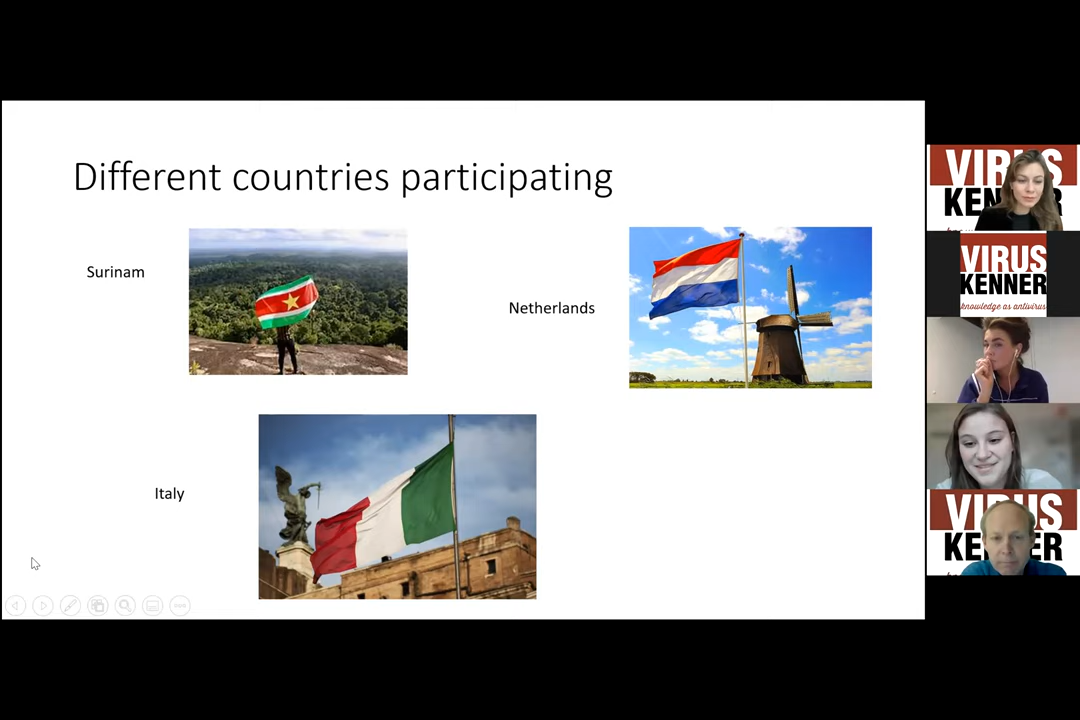 Different countries participating
Surinam
Netherlands
Italy
VIRUS
KENNER
VIRUS
KENNER
knowledge as antivirus
VIRUS
KENNER